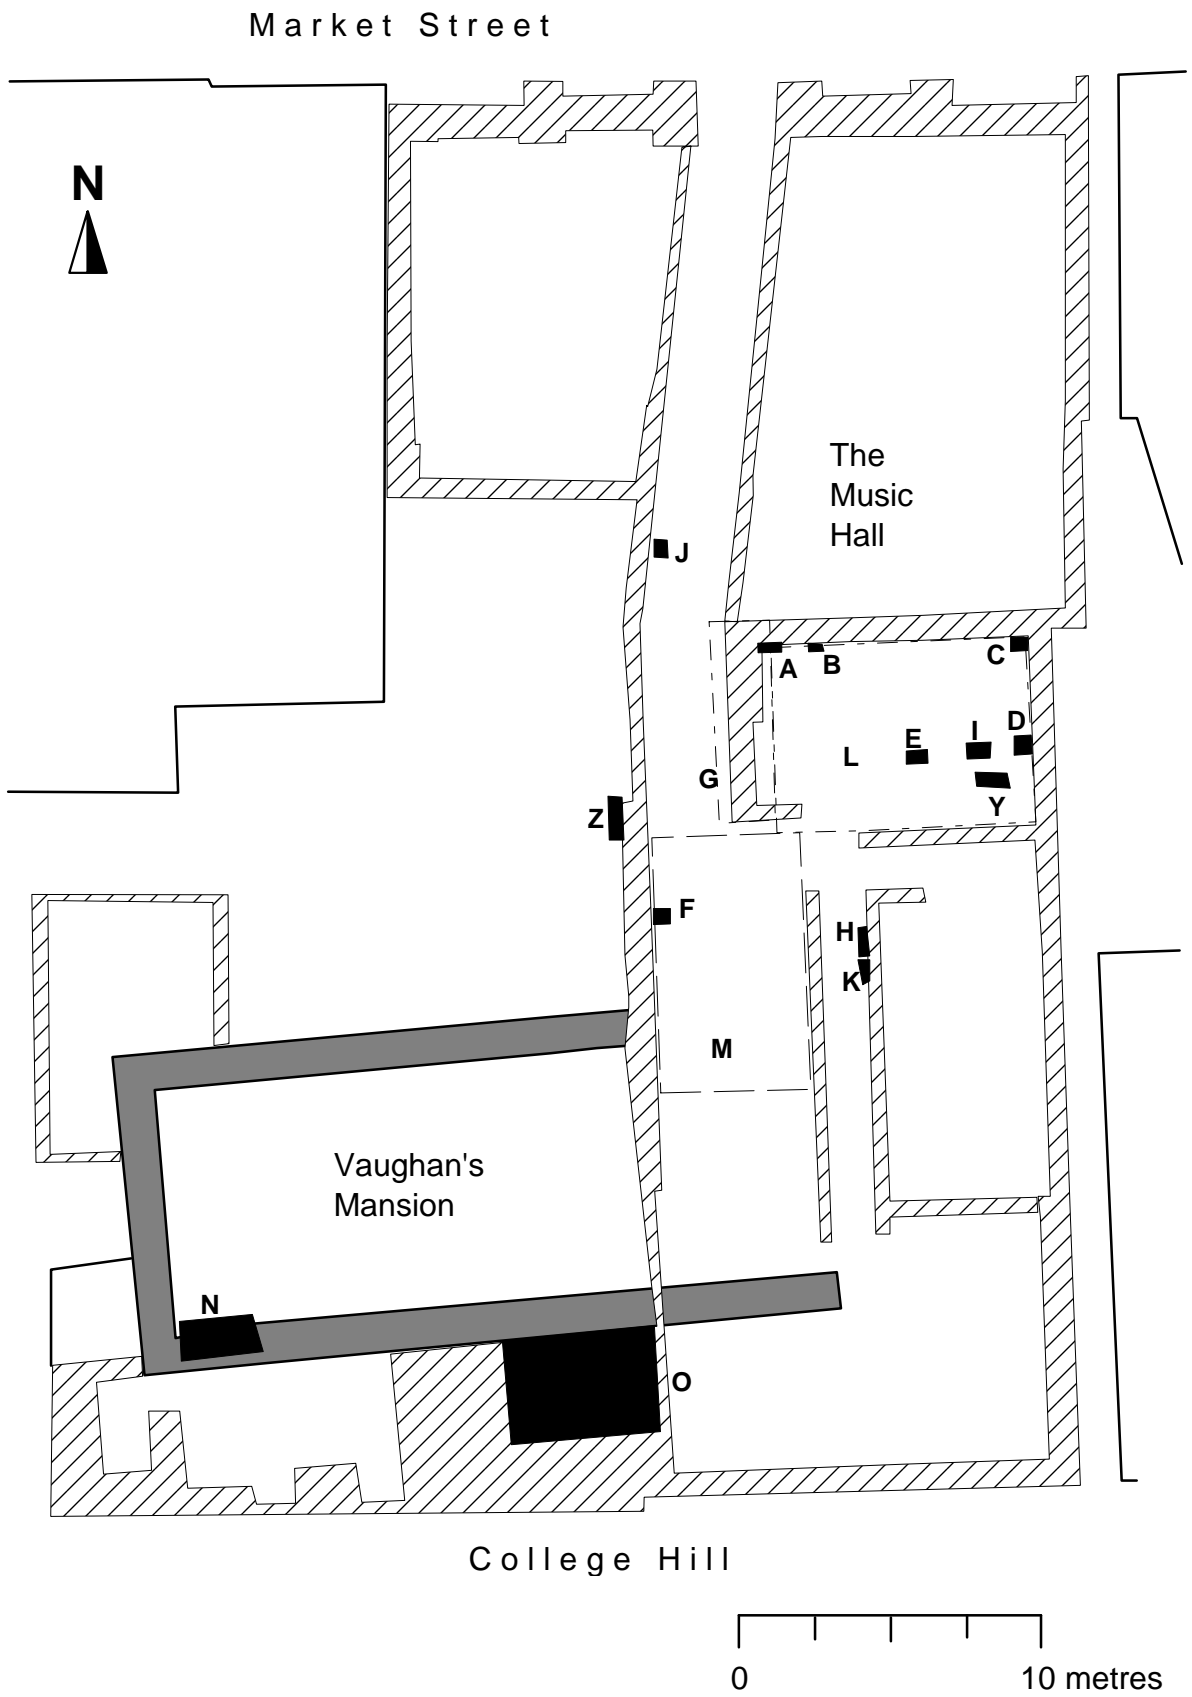 Market Street
N
The
Music
Hall
J
A
B
C
D
I
E
L
G
Y
Z
F
H
K
M
Vaughan's
Mansion
N
O
College Hill
0
10 metres